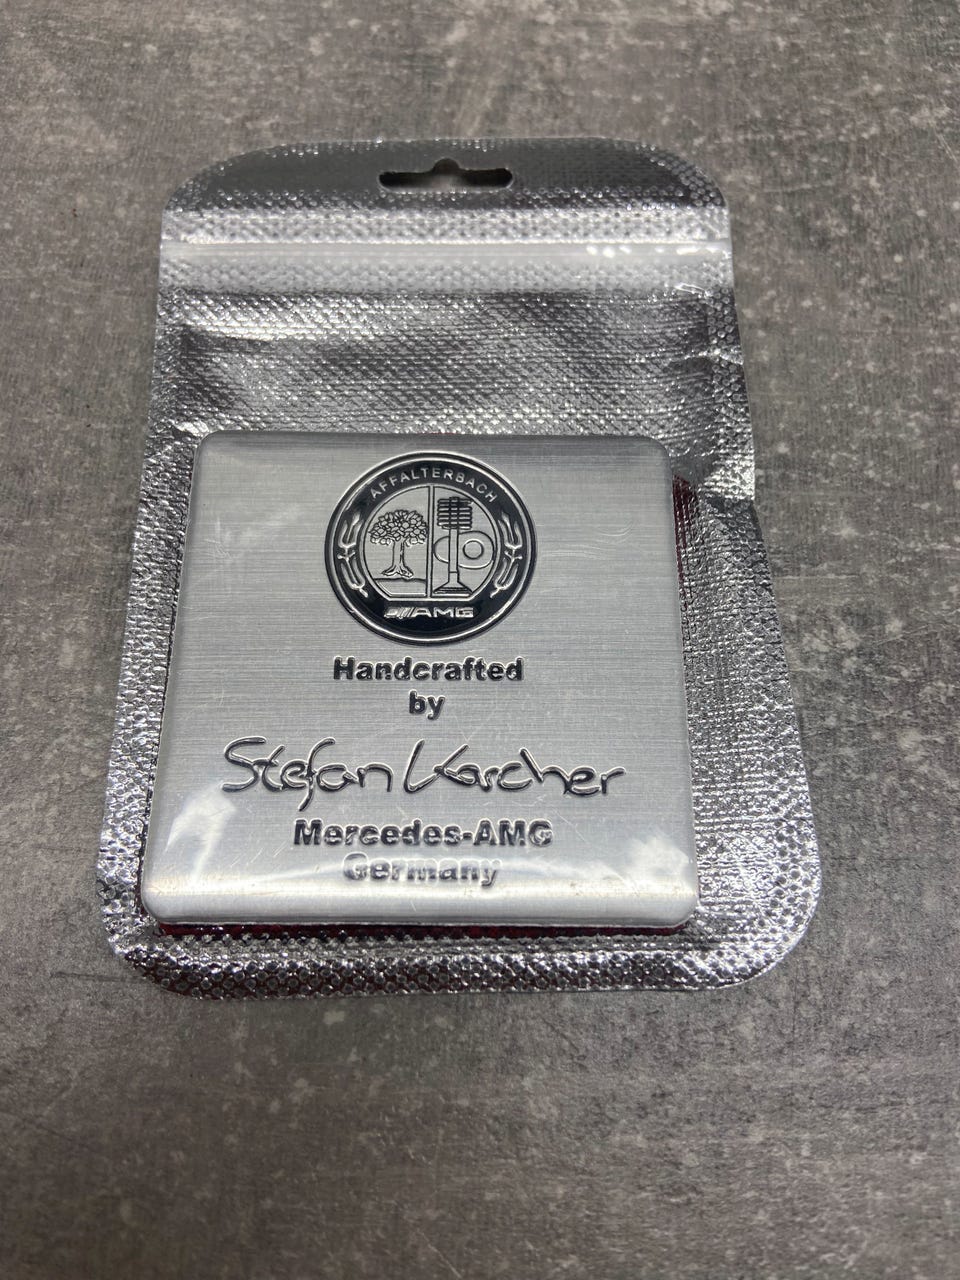 AFFALTERBACH
AMG
Handcrafted
by
Stefan Karcher
Mercedes-AMG
Germany